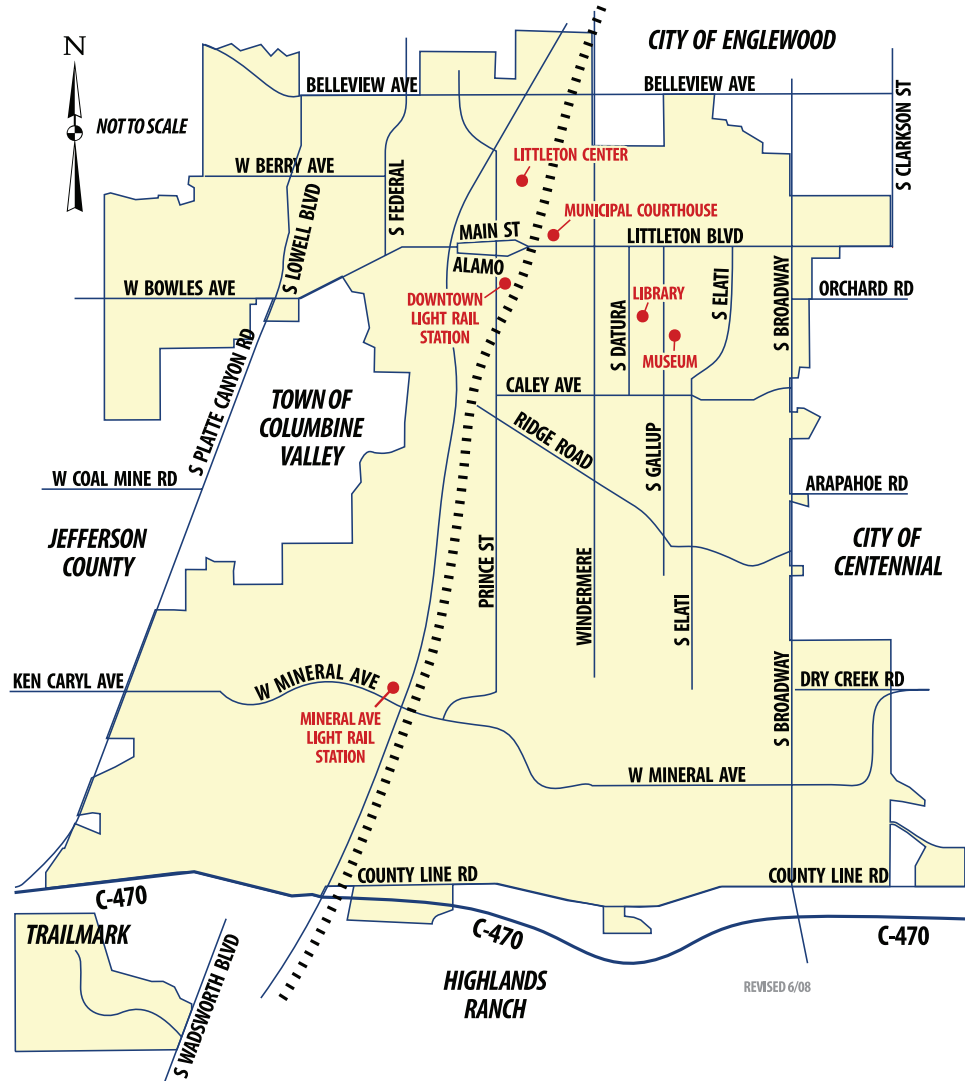 CITY OF ENGLEWOOD
N
NOT TO SCALE
BELLEVIEW AVE
BELLEVIEW AVE
S CLARKSON ST
LITTLETON CENTER
W BERRY AVE
S FEDERAL
S LOWELL BLVD
MUNICIPAL COURTHOUSE
MAIN ST
LITTLETON BLVD
ALAMO
W BOWLES AVE
DOWNTOWN
LIGHT RAIL
STATION
LIBRARY
MUSEUM
S DATURA
S ELATI
S BROADWAY
ORCHARD RD
S PLATTE CANYON RD
TOWN OF
COLUMBINE
VALLEY
CALEY AVE
RIDGE ROAD
S GALLUP
W COAL MINE RD
ARAPAHOE RD
JEFFERSON
COUNTY
CITY OF
CENTENNIAL
PRINCE ST
WINDERMERE
S ELATI
S BROADWAY
KEN CARYL AVE
W MINERAL AVE
DRY CREEK RD
MINERAL AVE
LIGHT RAIL
STATION
W MINERAL AVE
COUNTY LINE RD
COUNTY LINE RD
C-470
C-470
C-470
TRAILMARK
S WADSWORTH BLVD
HIGHLANDS
RANCH
REVISED 6/08